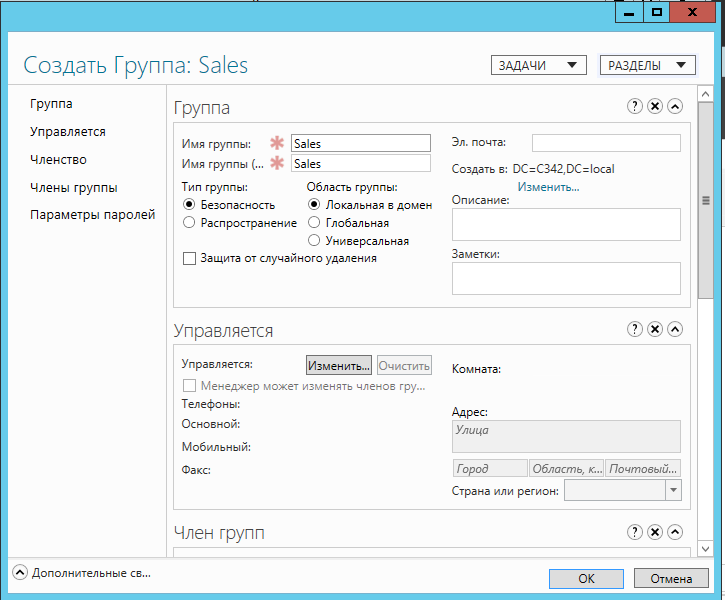 Создать Группа: Sales
ЗАДАЧИ
РАЗДЕЛЫ
Группа
Управляется
Членство
Члены группы
Параметры паролей
Группа
Имя группы: Sales
Имя группы (... Sales
Тип группы:
Безопасность
Распространение
Область группы:
Локальная в домен
Глобальная
Универсальная
Защита от случайного удаления
Эл. почта:
Создать в: DC=C342,DC=local
Изменить...
Описание:
Заметки:
Управляется
Управляется: Изменить... Очистить
Менеджер может изменять членов гру...
Телефоны:
Основной:
Мобильный:
Факс:
Комната:
Адрес:
Улица
Город Область, к... Почтовый...
Страна или регион:
Член групп
Дополнительные св...
ОК
Отмена